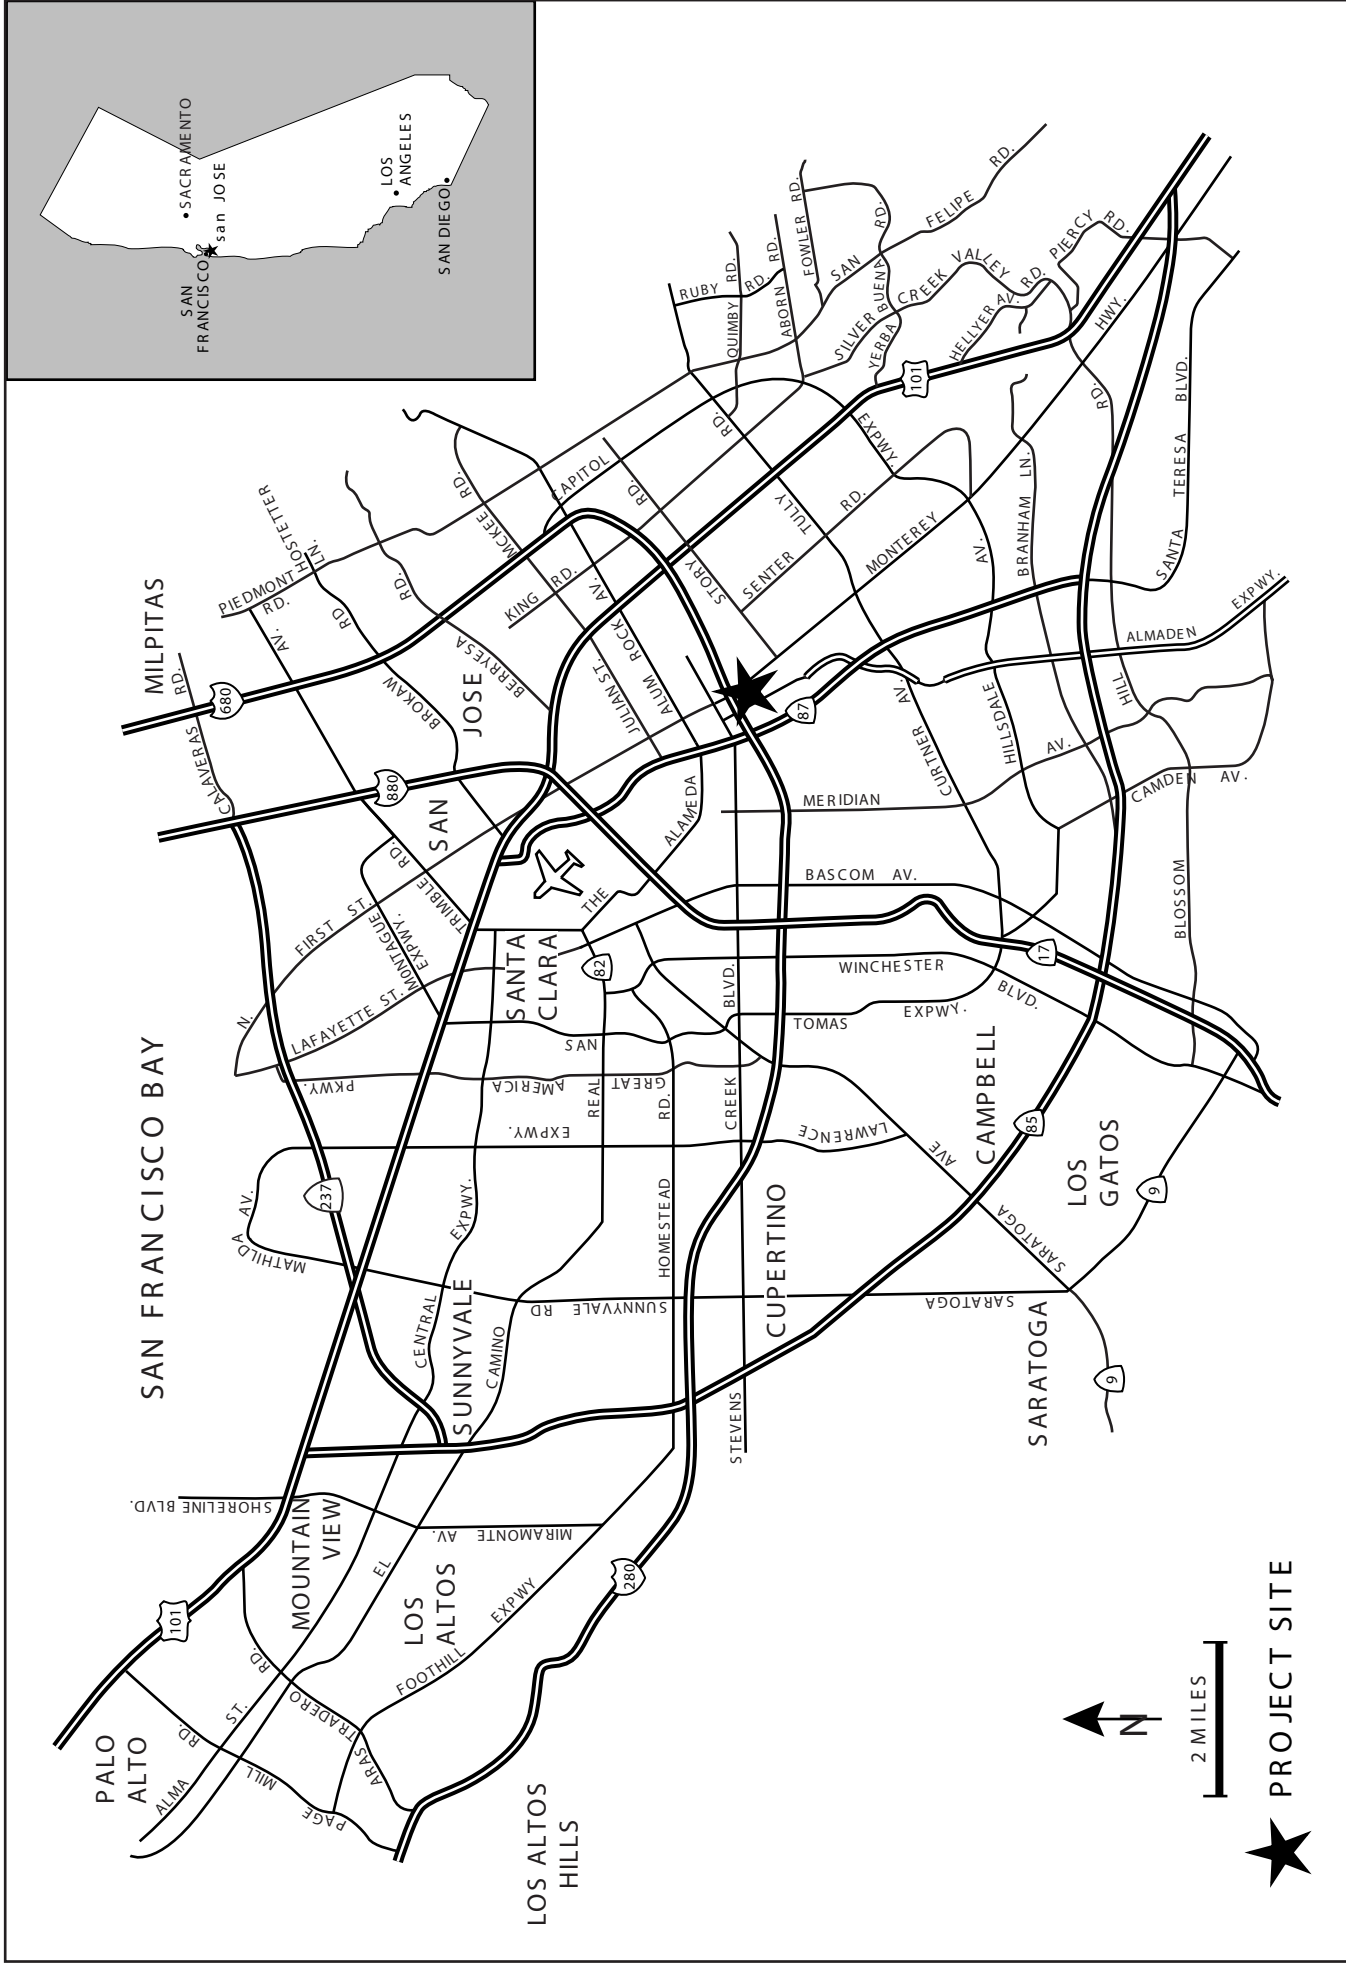 SACRAMENTO
SAN
FRANCISCO
san JOSE
LOS
ANGELES
SAN DIEGO
SAN FRANCISCO BAY
MILPITAS
PALO
ALTO
MOUNTAIN
VIEW
LOS
ALTOS
LOS ALTOS
HILLS
SUNNYVALE
SANTA
CLARA
SAN
JOSE
CUPERTINO
CAMPBELL
LOS
GATOS
SARATOGA
101
237
880
680
280
82
87
101
17
85
9
9
PAGE
MILL
RD.
ALMA
ST.
ARASTRADERO
RD.
FOOTHILL
EXPWY
EL
CAMINO
REAL
SHORELINE BLVD.
MIRAMONTE AV.
CENTRAL
EXPWY.
MATHILDA
AV.
SUNNYVALE RD
SARATOGA
SARATOGA
AVE
HOMESTEAD
RD.
STEVENS
CREEK
BLVD.
LAWRENCE
EXPWY.
GREAT
AMERICA
PKWY.
SAN
TOMAS
EXPWY.
LAFAYETTE ST.
N.
FIRST ST.
MONTAGUE
EXPWY.
TRIMBLE
RD.
WINCHESTER
BLVD.
BASCOM AV.
THE
ALAMEDA
MERIDIAN
AV.
CALAVERAS
RD.
PIEDMONT
RD.
AV.
HOSTETTER
LN.
BROKAW
RD
BERRYESA
RD.
MCKEE
RD.
CAPITOL
EXPWY.
KING
RD.
JULIAN ST.
ALUM
ROCK
AV.
STORY
RD.
SENTER
RD.
TULLY
RD.
MONTEREY
HWY.
CURTNER
AV.
HILLSDALE
AV.
BRANHAM LN.
CAMDEN AV.
BLOSSOM
HILL
RD.
ALMADEN
EXPWY.
SANTA
TERESA
BLVD.
RUBY
RD.
QUIMBY
RD.
ABORN
RD.
FOWLER
RD.
SAN
FELIPE
RD.
SILVER
CREEK
VALLEY
RD.
YERBA
BUENA
RD.
HELLYER
AV.
PIERCY
RD.
N
2 MILES
PROJECT SITE